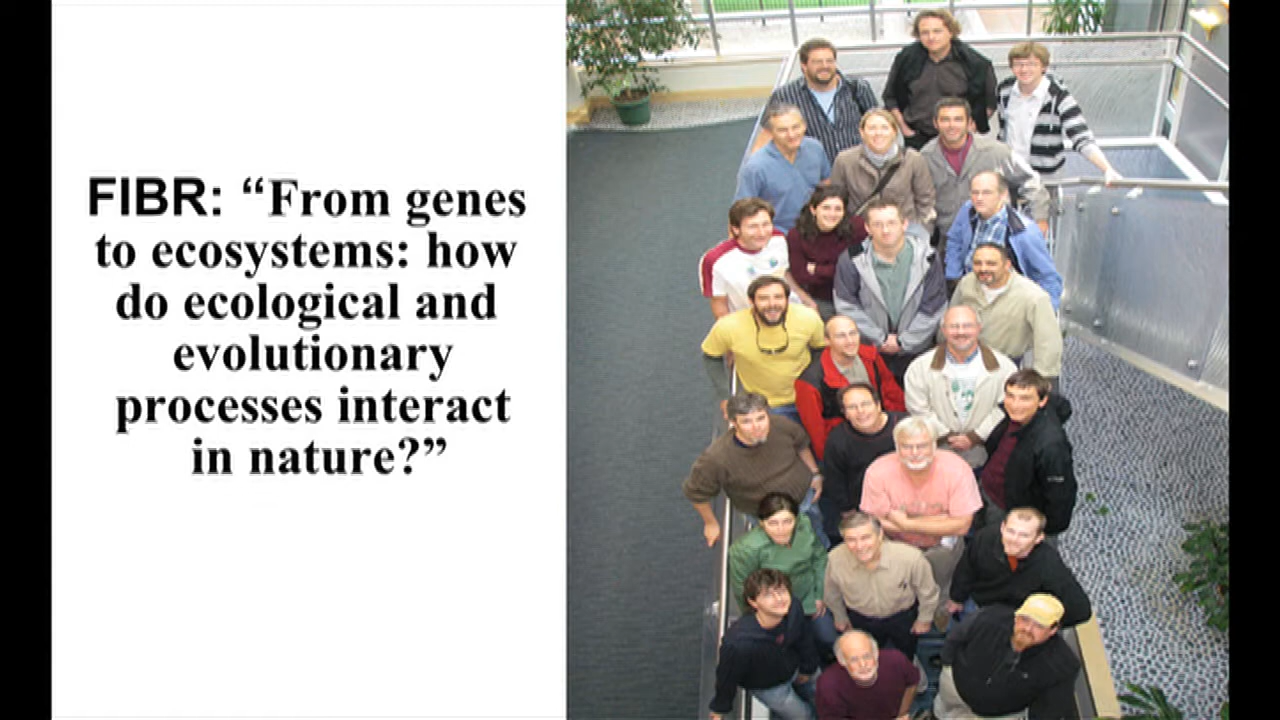 FIBR: “From genes
to ecosystems: how
do ecological and
evolutionary
processes interact
in nature?”